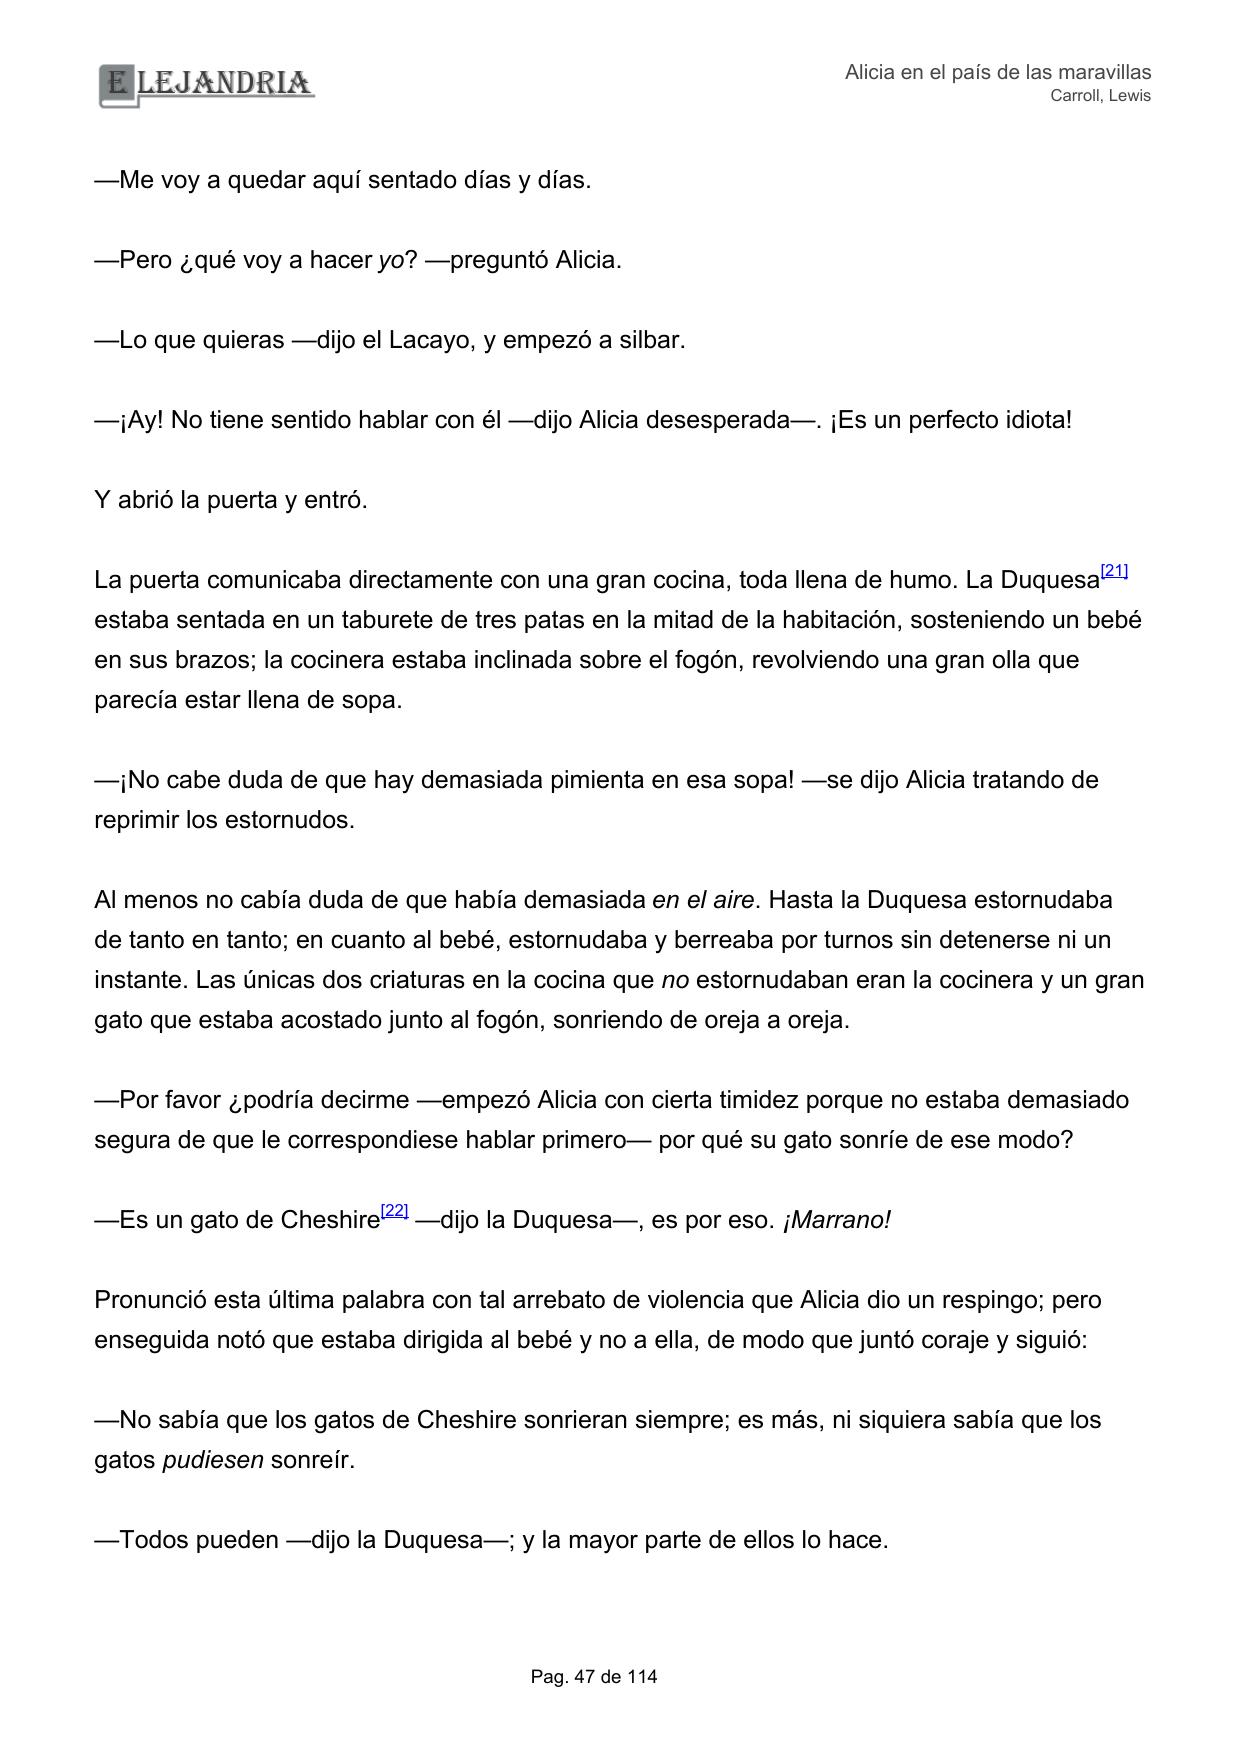 ELEJANDRIA
Alicia en el país de las maravillas
Carroll, Lewis
—Me voy a quedar aquí sentado días y días.
—Pero ¿qué voy a hacer yo? —preguntó Alicia.
—Lo que quieras —dijo el Lacayo, y empezó a silbar.
—¡Ay! No tiene sentido hablar con él —dijo Alicia desesperada—. ¡Es un perfecto idiota!
Y abrió la puerta y entró.
La puerta comunicaba directamente con una gran cocina, toda llena de humo. La Duquesa[21]
estaba sentada en un taburete de tres patas en la mitad de la habitación, sosteniendo un bebé
en sus brazos; la cocinera estaba inclinada sobre el fogón, revolviendo una gran olla que
parecía estar llena de sopa.
—¡No cabe duda de que hay demasiada pimienta en esa sopa! —se dijo Alicia tratando de
reprimir los estornudos.
Al menos no cabía duda de que había demasiada en el aire. Hasta la Duquesa estornudaba
de tanto en tanto; en cuanto al bebé, estornudaba y berreaba por turnos sin detenerse ni un
instante. Las únicas dos criaturas en la cocina que no estornudaban eran la cocinera y un gran
gato que estaba acostado junto al fogón, sonriendo de oreja a oreja.
—Por favor ¿podría decirme —empezó Alicia con cierta timidez porque no estaba demasiado
segura de que le correspondiese hablar primero— por qué su gato sonríe de ese modo?
—Es un gato de Cheshire[22] —dijo la Duquesa—, es por eso. ¡Marrano!
Pronunció esta última palabra con tal arrebato de violencia que Alicia dio un respingo; pero
enseguida notó que estaba dirigida al bebé y no a ella, de modo que juntó coraje y siguió:
—No sabía que los gatos de Cheshire sonrieran siempre; es más, ni siquiera sabía que los
gatos pudiesen sonreír.
—Todos pueden —dijo la Duquesa—; y la mayor parte de ellos lo hace.
Pag. 47 de 114